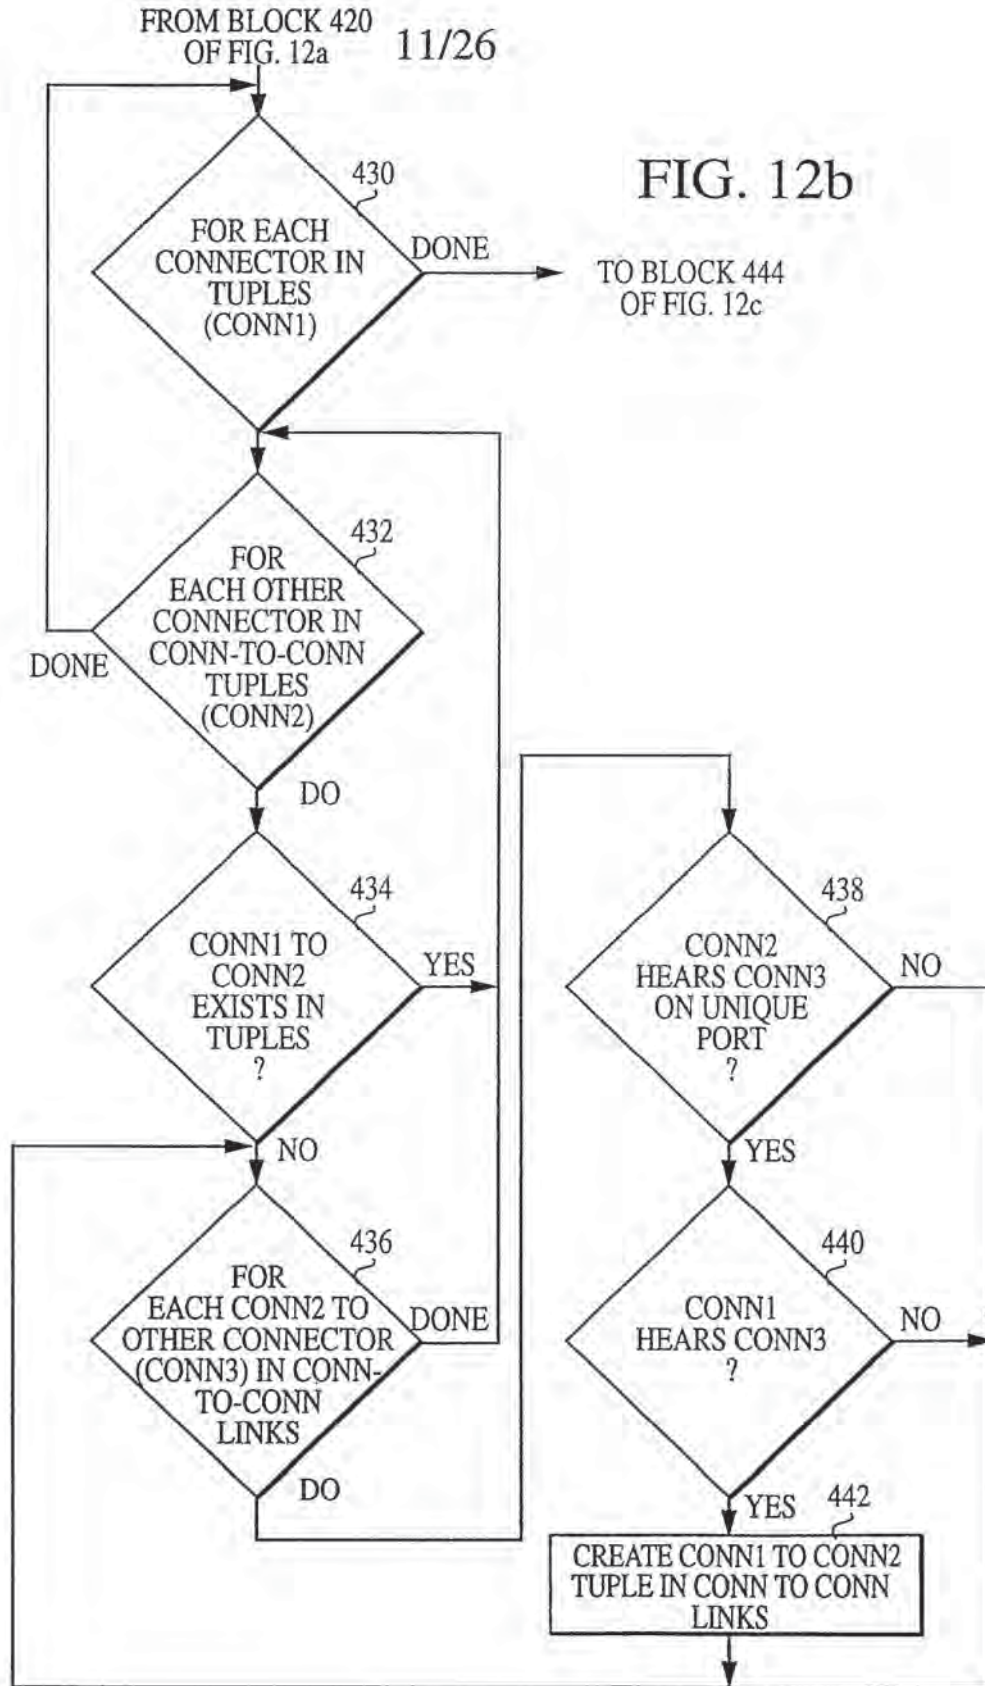 FROM BLOCK 420
OF FIG. 12a
11/26
FIG. 12b
430
FOR EACH
CONNECTOR IN
TUPLES
(CONN1)
DONE
TO BLOCK 444
OF FIG. 12c
432
FOR
EACH OTHER
CONNECTOR IN
CONN-TO-CONN
TUPLES
(CONN2)
DONE
DO
434
CONN1 TO
CONN2
EXISTS IN
TUPLES
?
YES
NO
436
FOR
EACH CONN2 TO
OTHER CONNECTOR
(CONN3) IN CONN-
TO-CONN
LINKS
DONE
DO
438
CONN2
HEARS CONN3
ON UNIQUE
PORT
?
NO
YES
440
CONN1
HEARS CONN3
?
NO
YES
442
CREATE CONN1 TO CONN2
TUPLE IN CONN TO CONN
LINKS